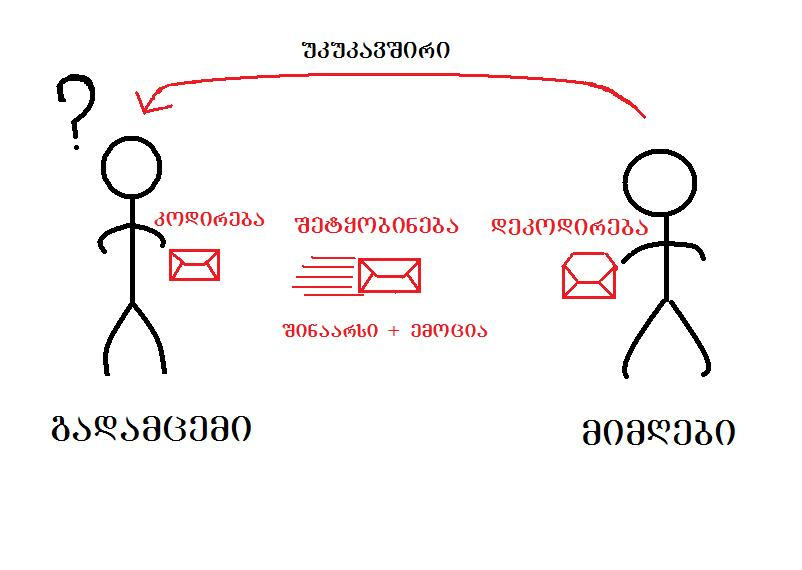 უკუკავშირი
?
კოდირება
შეტყობინება
დეკოდირება
შინაარსი + ემოცია
გადამცემი
მიმღები